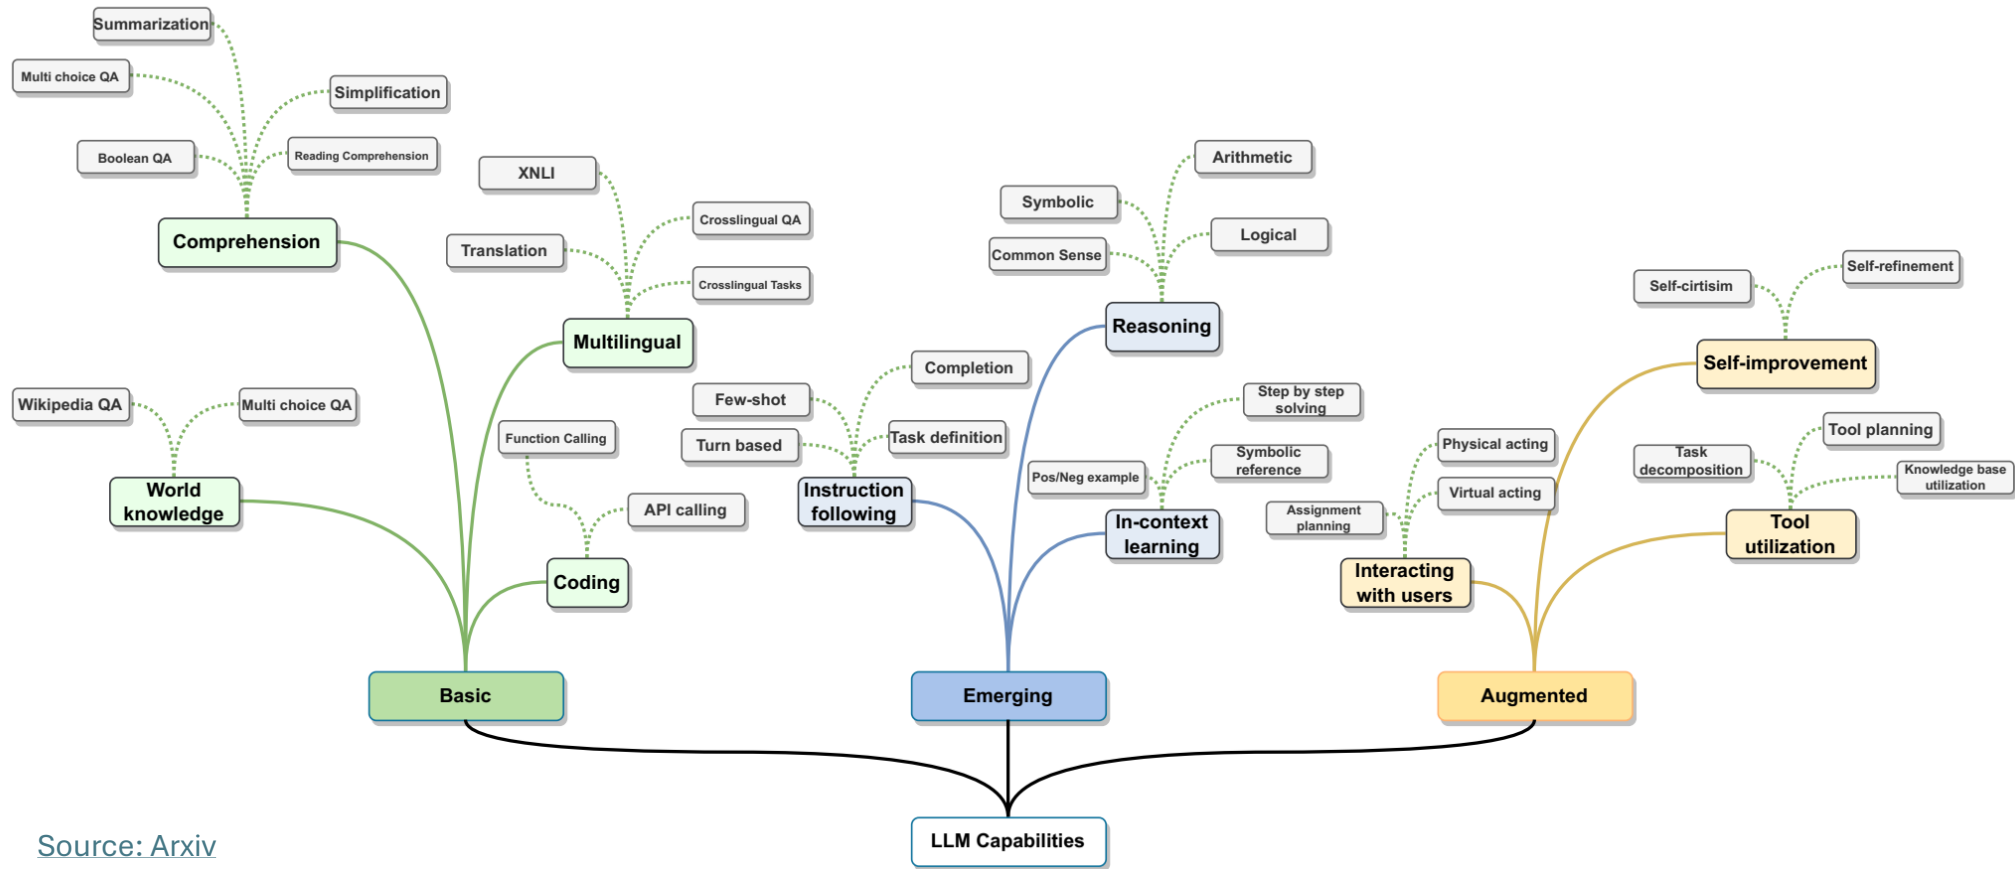 Summarization
Multi choice QA
Simplification
Boolean QA
Reading Comprehension
Comprehension
XNLI
Crosslingual QA
Translation
Crosslingual Tasks
Multilingual
Wikipedia QA
Multi choice QA
World
knowledge
Function Calling
API calling
Coding
Basic
Arithmetic
Symbolic
Logical
Common Sense
Reasoning
Completion
Few-shot
Turn based
Task definition
Instruction
following
Step by step
solving
Symbolic
reference
Pos/Neg example
In-context
learning
Emerging
Self-cirtisim
Self-refinement
Self-improvement
Physical acting
Virtual acting
Assignment
planning
Interacting
with users
Tool planning
Task
decomposition
Knowledge base
utilization
Tool
utilization
Augmented
LLM Capabilities
Source: Arxiv